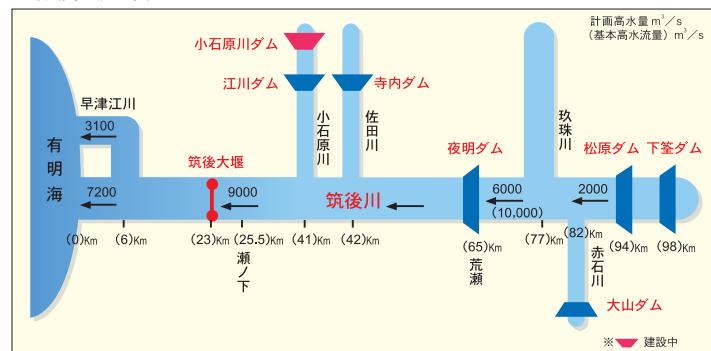 計画高水量 m³/s
(基本高水流量) m³/s
小石原川ダム
江川ダム
寺内ダム
早津江川
3100
有明海
小石原川
佐田川
玖珠川
筑後大堰
夜明ダム
松原ダム
下筌ダム
7200
9000
筑後川
6000
(10,000)
2000
(0)Km
(6)Km
(23)Km
(25.5)Km
(41)Km
(42)Km
(65)Km
(77)Km
(82)Km
(94)Km
(98)Km
瀬ノ下
荒瀬
赤石川
大山ダム
※ 建設中